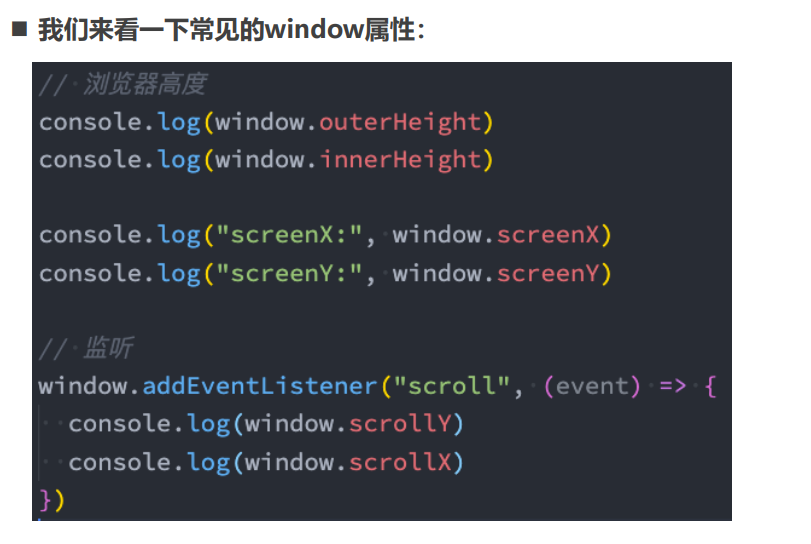 ■ 我们来看一下常见的window属性：
// 浏览器高度
console.log(window.outerHeight)
console.log(window.innerHeight)
console.log("screenX:", window.screenX)
console.log("screenY:", window.screenY)
// 监听
window.addEventListener("scroll", (event) => {
  console.log(window.scrollY)
  console.log(window.scrollX)
})